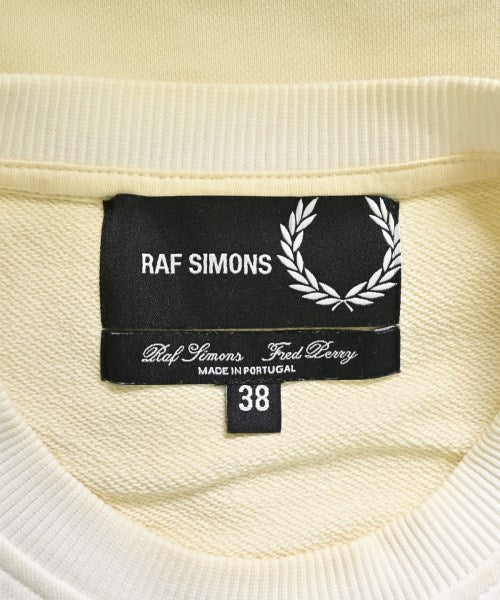 RAF SIMONS
Raf Simons Fred Perry
MADE IN PORTUGAL
38